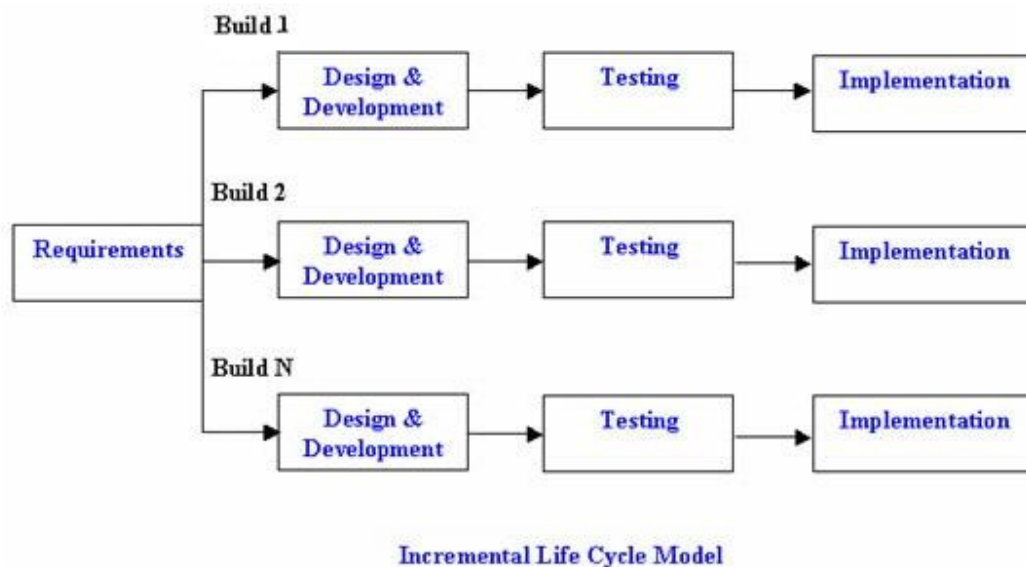 Build 1
Design &
Development
Testing
Implementation
Build 2
Requirements
Design &
Development
Testing
Implementation
Build N
Design &
Development
Testing
Implementation
Incremental Life Cycle Model